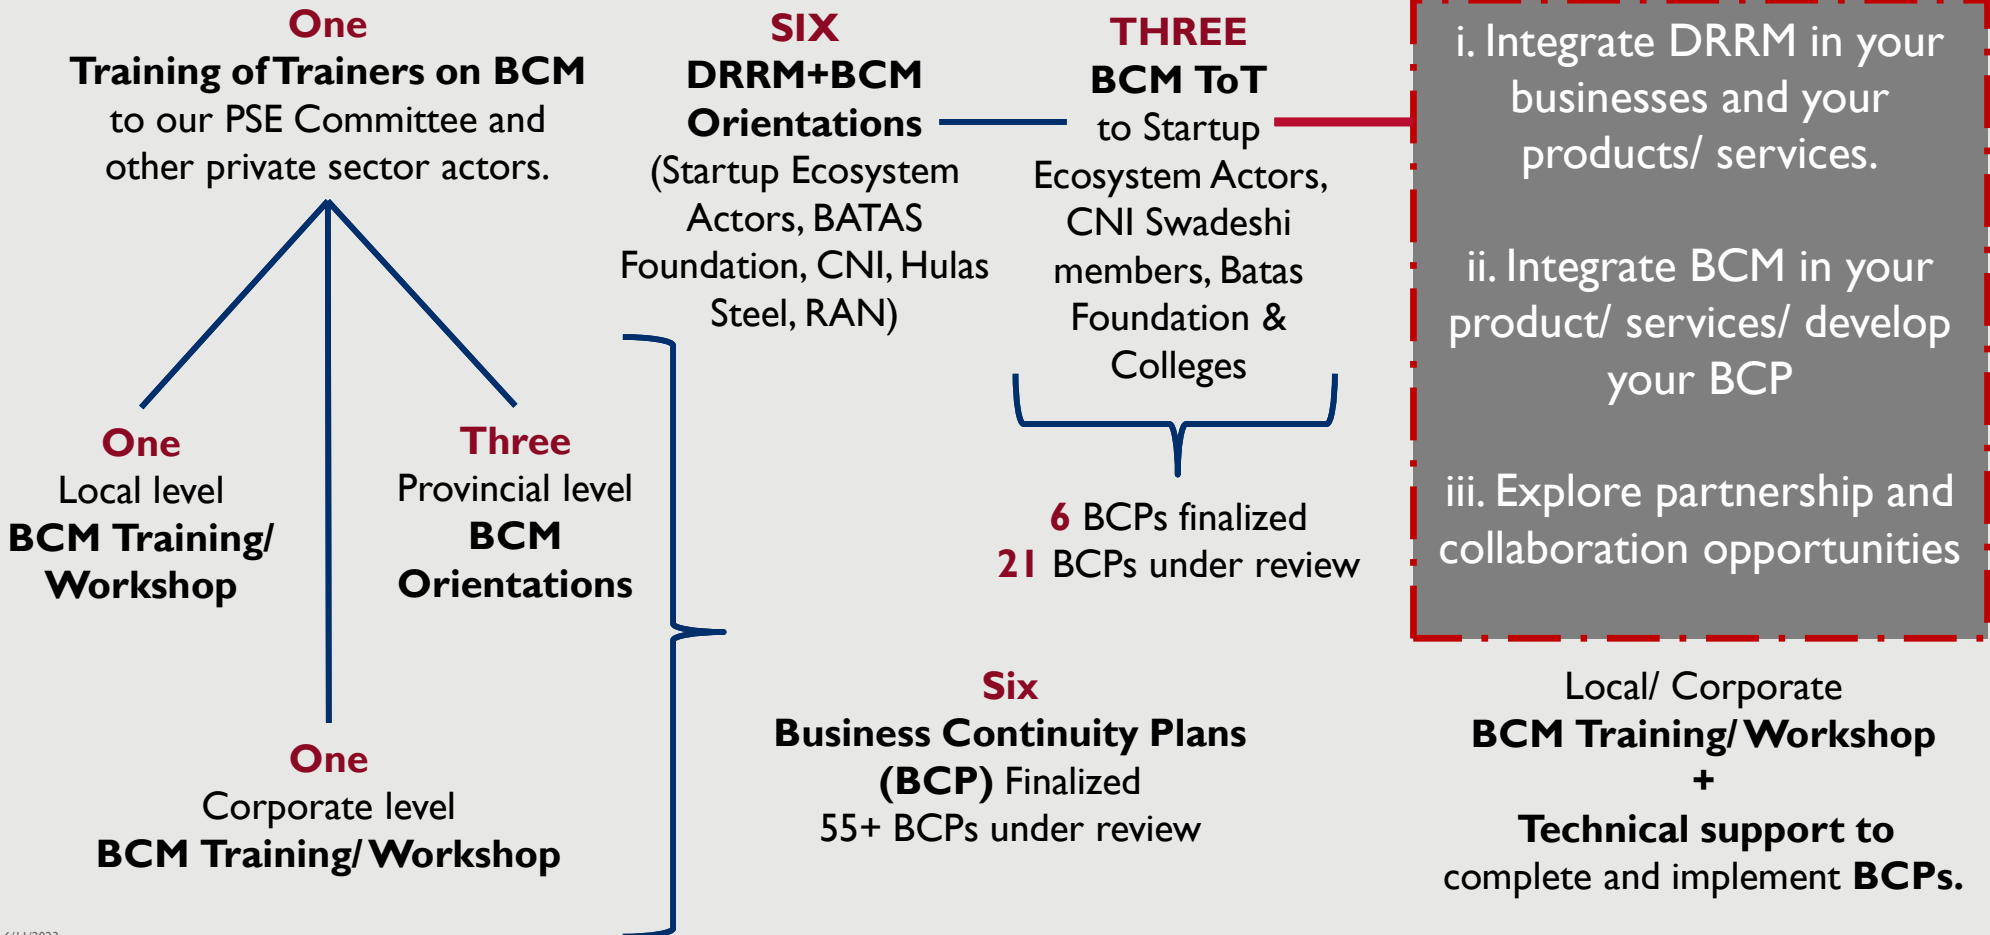 One
Training of Trainers on BCM
to our PSE Committee and
other private sector actors.
One
Local level
BCM Training/
Workshop
Three
Provincial level
BCM
Orientations
One
Corporate level
BCM Training/ Workshop
SIX
DRRM+BCM
Orientations
(Startup Ecosystem
Actors, BATAS
Foundation, CNI, Hulas
Steel, RAN)
THREE
BCM ToT
to Startup
Ecosystem Actors,
CNI Swadeshi
members, Batas
Foundation &
Colleges
6 BCPs finalized
21 BCPs under review
Six
Business Continuity Plans
(BCP) Finalized
55+ BCPs under review
i. Integrate DRRM in your
businesses and your
products/ services.
ii. Integrate BCM in your
product/ services/ develop
your BCP
iii. Explore partnership and
collaboration opportunities
Local/ Corporate
BCM Training/ Workshop
+
Technical support to
complete and implement BCPs.